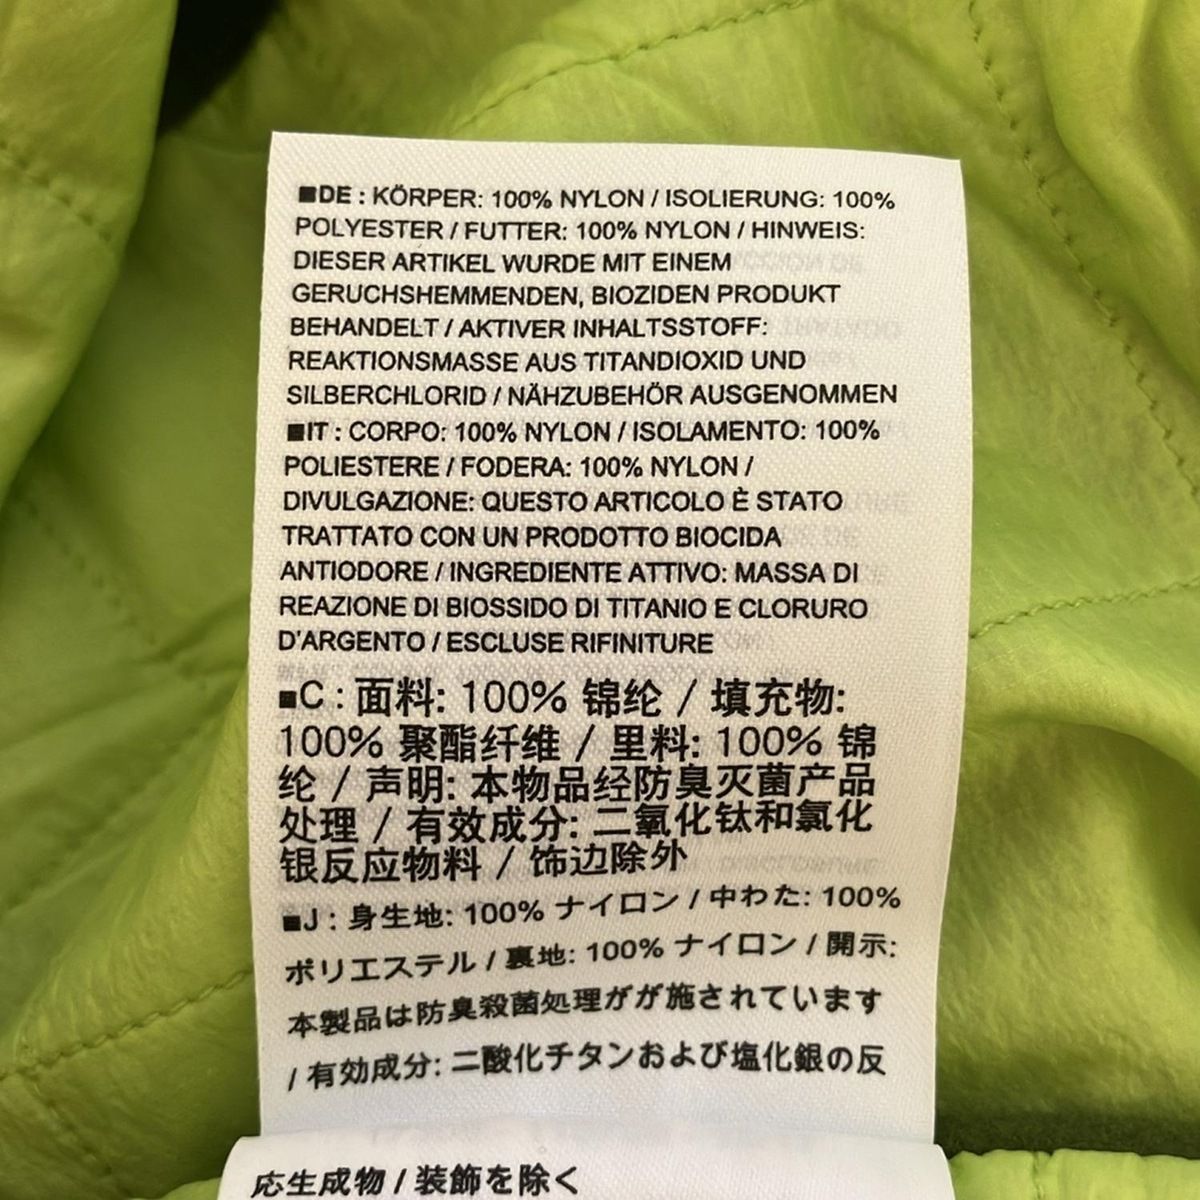 ■DE : KÖRPER: 100% NYLON / ISOLIERUNG: 100%
POLYESTER / FUTTER: 100% NYLON / HINWEIS:
DIESER ARTIKEL WURDE MIT EINEM
GERUCHSHEMMENDEN, BIOZIDEN PRODUKT
BEHANDELT / AKTIVER INHALTSSTOFF:
REAKTIONSMASSE AUS TITANDIOXID UND
SILBERCHLORID / NÄHZUBEHÖR AUSGENOMMEN
■IT : CORPO: 100% NYLON / ISOLAMENTO: 100%
POLIESTERE / FODERA: 100% NYLON /
DIVULGAZIONE: QUESTO ARTICOLO È STATO
TRATTATO CON UN PRODOTTO BIOCIDA
ANTIODORE / INGREDIENTE ATTIVO: MASSA DI
REAZIONE DI BIOSSIDO DI TITANIO E CLORURO
D'ARGENTO / ESCLUSE RIFINITURE
■C : 面料: 100% 锦纶 / 填充物:
100% 聚酯纤维 / 里料: 100% 锦
纶 / 声明: 本物品经防臭灭菌产品
处理 / 有效成分: 二氧化钛和氯化
银反应物料 / 饰边除外
■J : 身生地: 100% ナイロン / 中わた: 100%
ポリエステル / 裏地: 100% ナイロン / 開示:
本製品は防臭殺菌処理がが施されています
/ 有効成分: 二酸化チタンおよび塩化銀の反
応生成物 / 装飾を除く